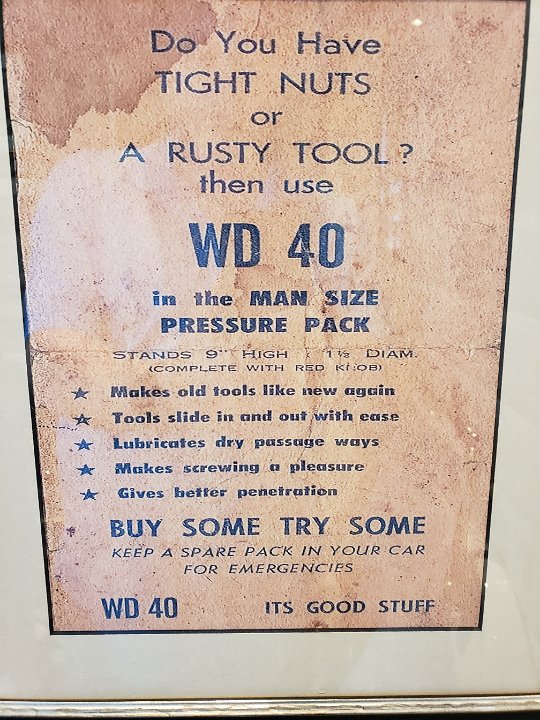 Do You Have
TIGHT NUTS
or
A RUSTY TOOL?
then use
WD 40
in the MAN SIZE
PRESSURE PACK
STANDS 9" HIGH . 1½ DIAM.
(COMPLETE WITH RED KNOB)
★ Makes old tools like new again
★ Tools slide in and out with ease
★ Lubricates dry passage ways
★ Makes screwing a pleasure
★ Gives better penetration
BUY SOME TRY SOME
KEEP A SPARE PACK IN YOUR CAR
FOR EMERGENCIES
WD 40 ITS GOOD STUFF